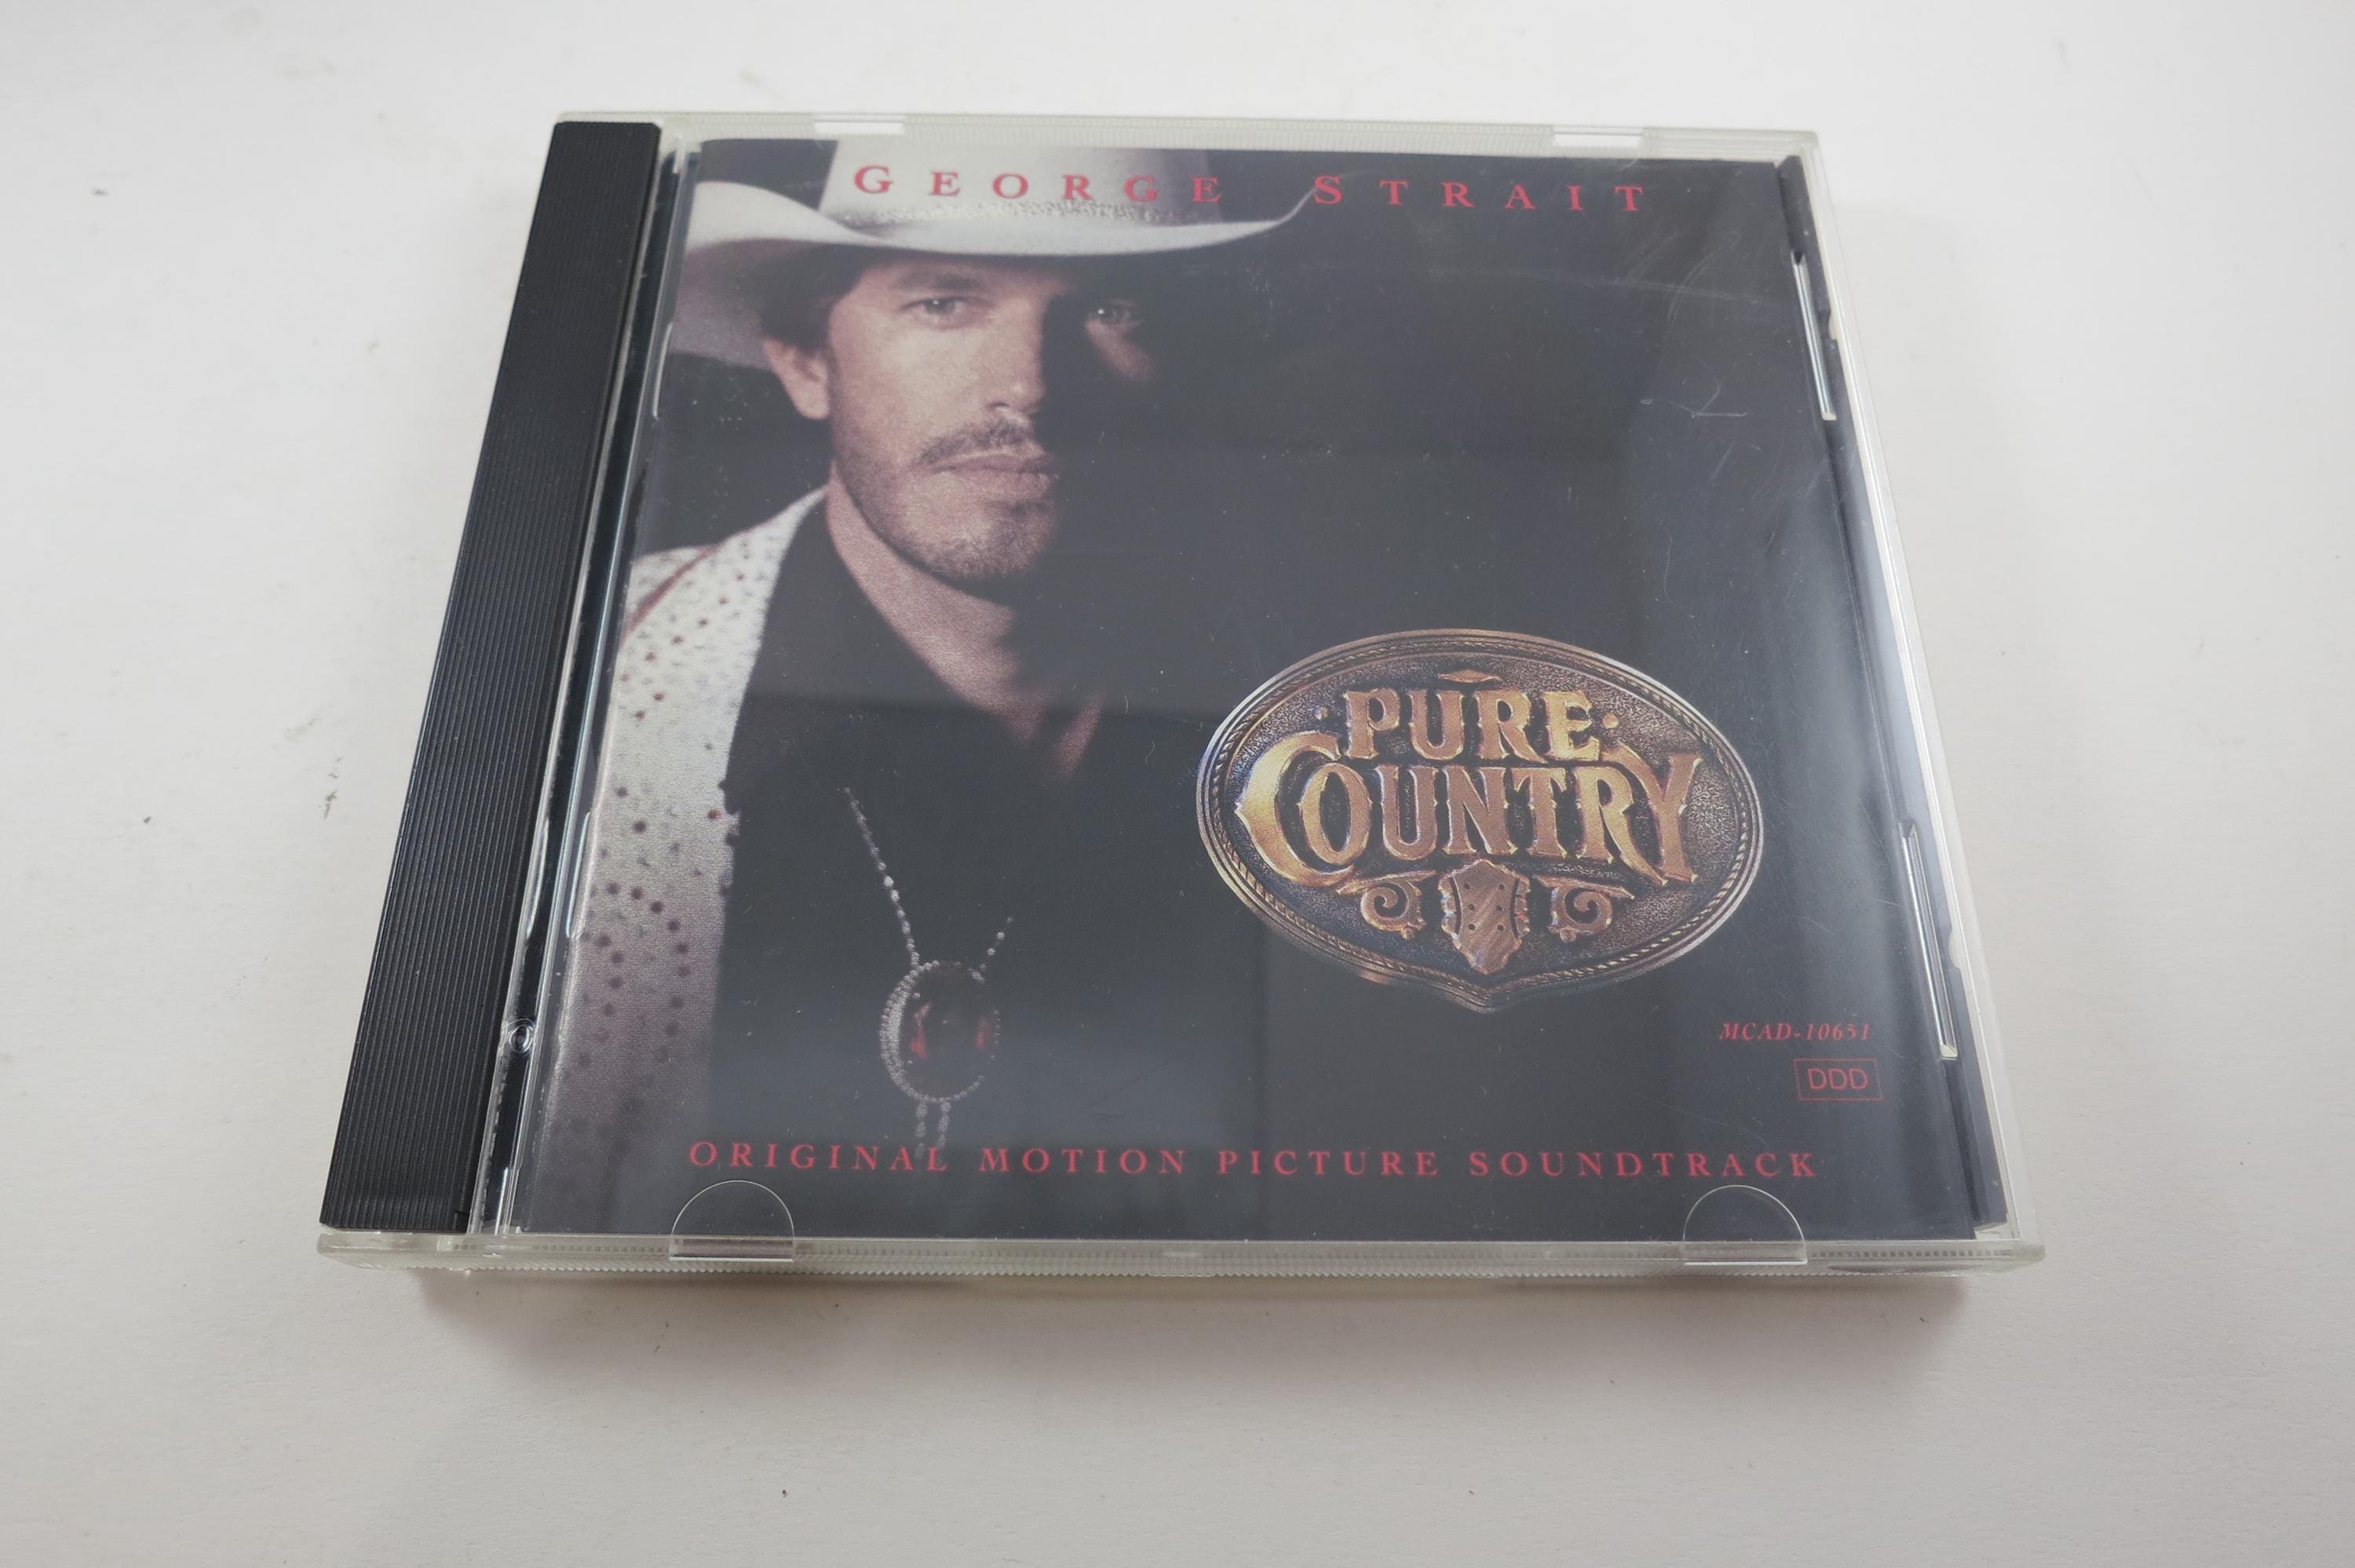 GEORGE STRAIT
PURE
COUNTRY
MCAD-10651
DDD
ORIGINAL MOTION PICTURE SOUNDTRACK